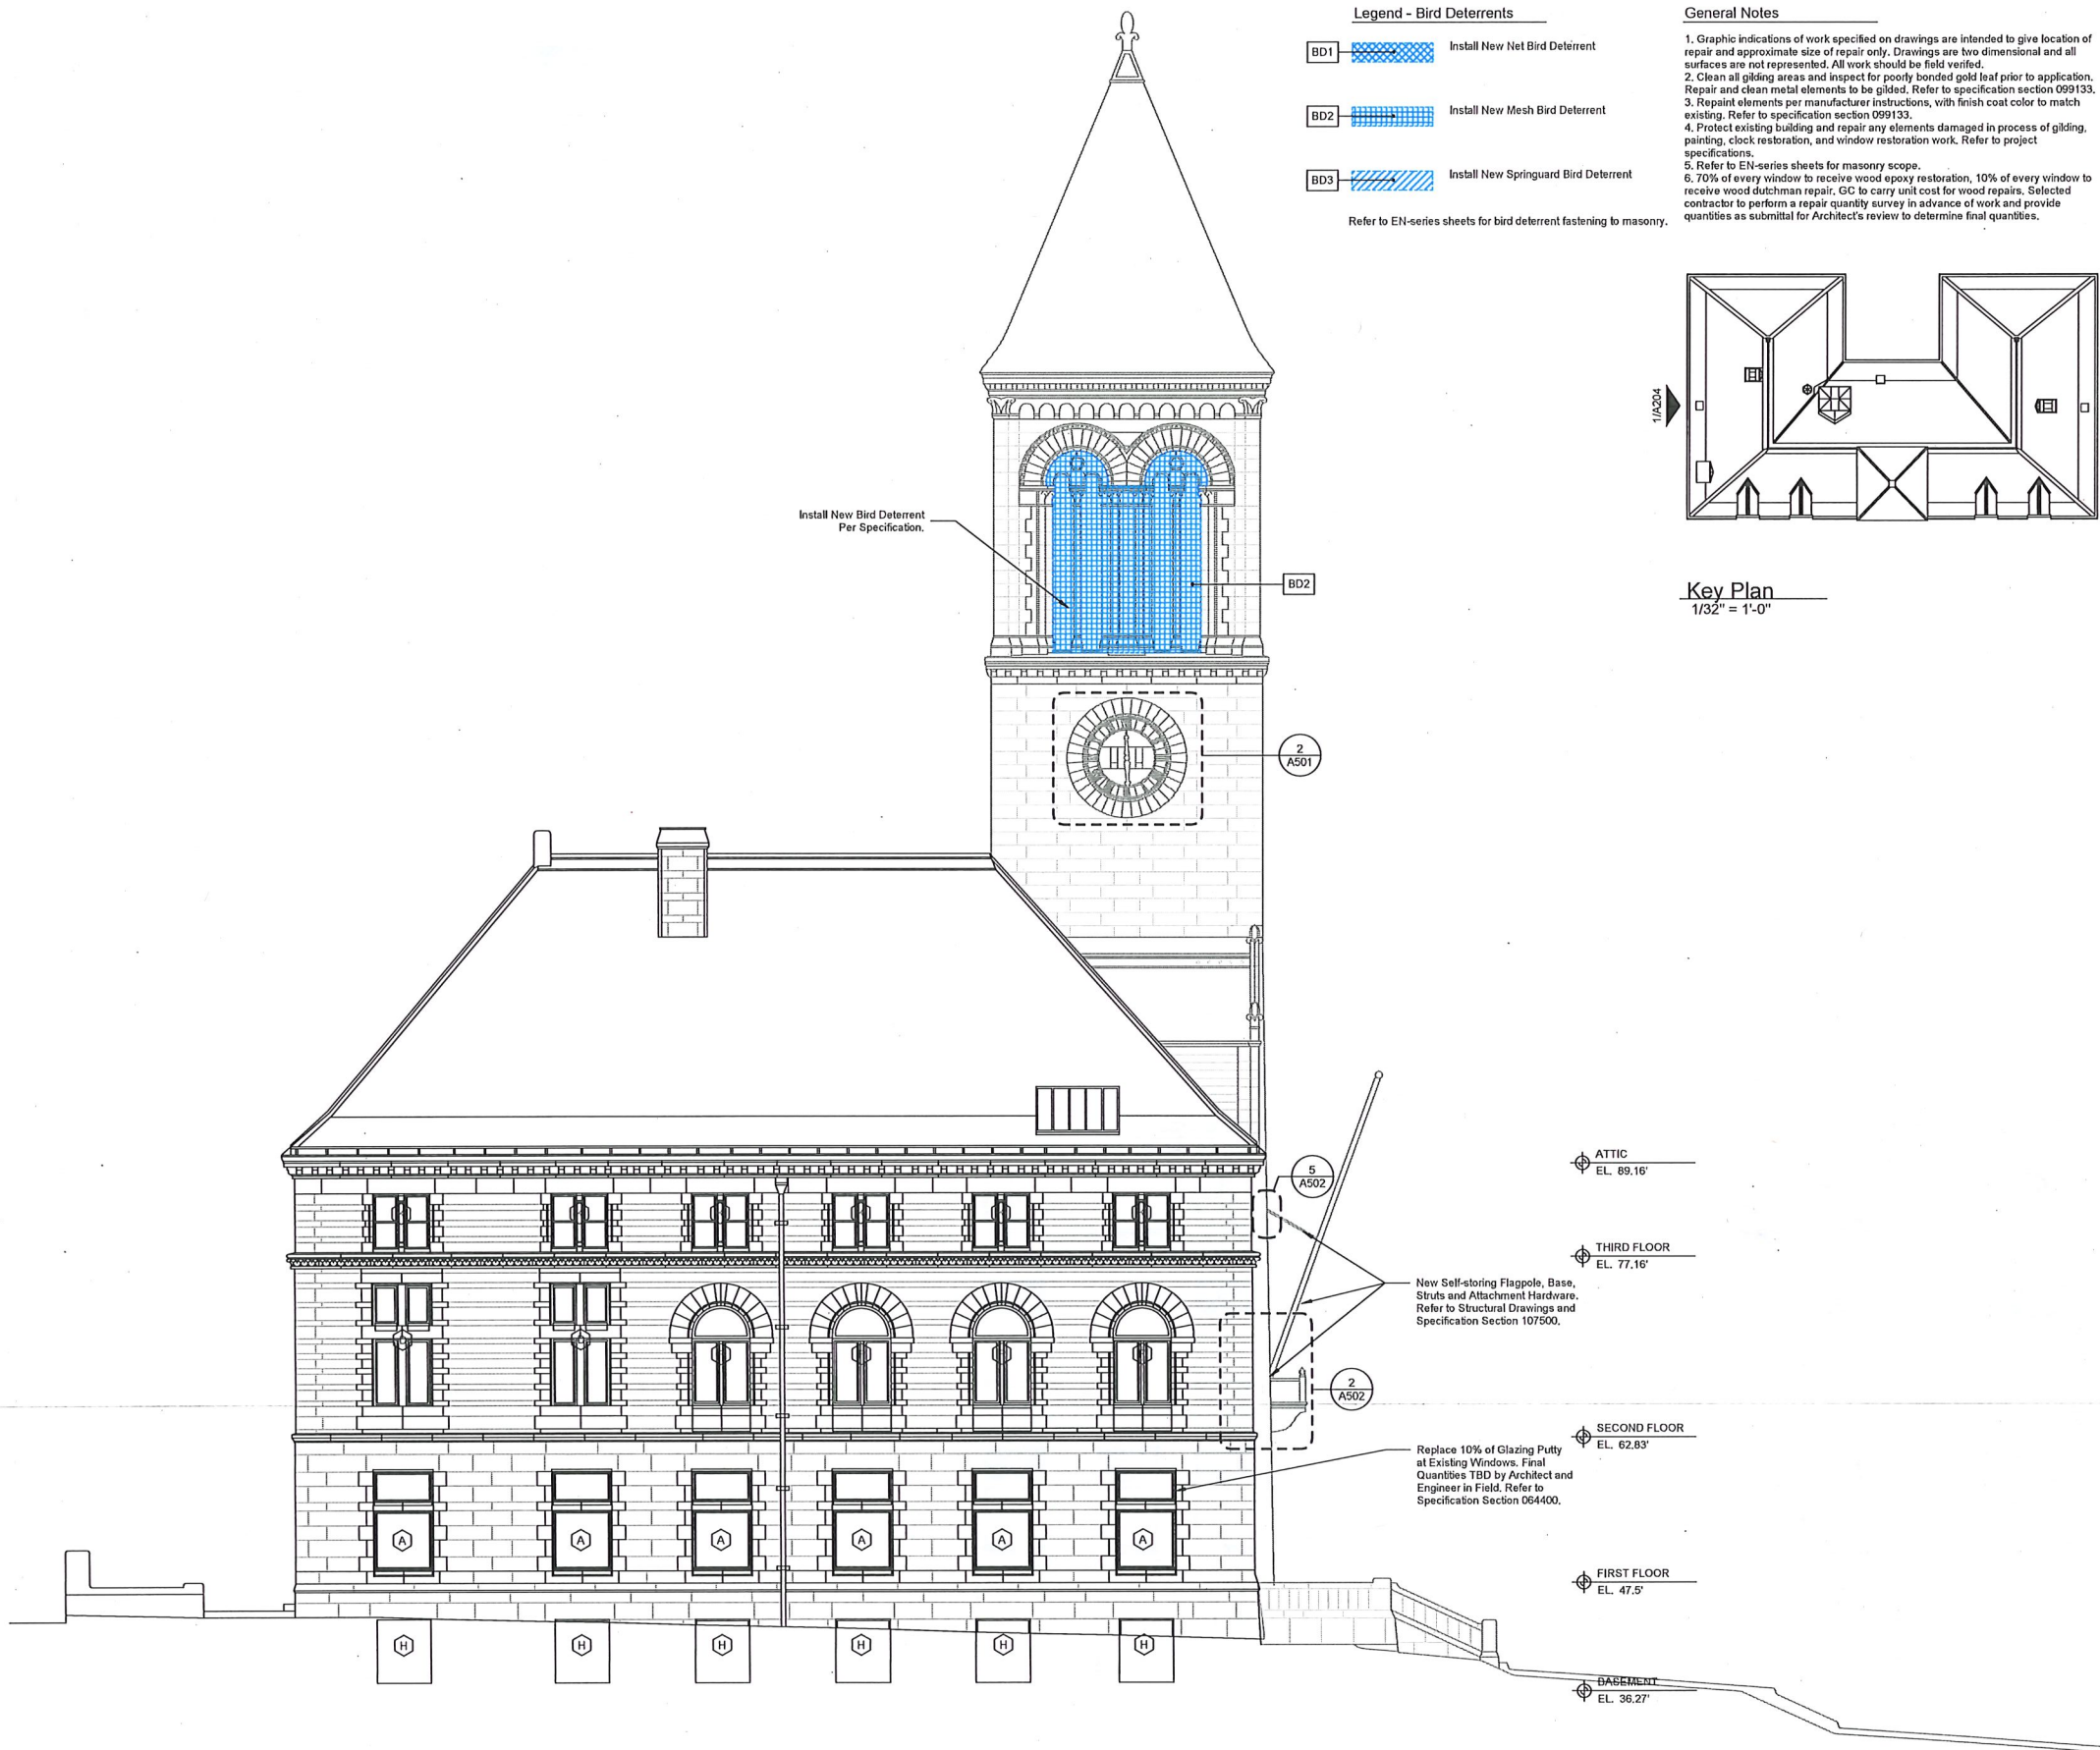 Legend - Bird Deterrents
BD1
Install New Net Bird Deterrent
BD2
Install New Mesh Bird Deterrent
BD3
Install New Springuard Bird Deterrent
Refer to EN-series sheets for bird deterrent fastening to masonry.
General Notes
1. Graphic indications of work specified on drawings are intended to give location of
repair and approximate size of repair only. Drawings are two dimensional and all
surfaces are not represented. All work should be field verifed.
2. Clean all gilding areas and inspect for poorly bonded gold leaf prior to application.
Repair and clean metal elements to be gilded. Refer to specification section 099133.
3. Repaint elements per manufacturer instructions, with finish coat color to match
existing. Refer to specification section 099133.
4. Protect existing building and repair any elements damaged in process of gilding,
painting, clock restoration, and window restoration work. Refer to project
specifications.
5. Refer to EN-series sheets for masonry scope.
6. 70% of every window to receive wood epoxy restoration, 10% of every window to
receive wood dutchman repair. GC to carry unit cost for wood repairs. Selected
contractor to perform a repair quantity survey in advance of work and provide
quantities as submittal for Architect's review to determine final quantities.
1/A204
Key Plan
1/32" = 1'-0"
Install New Bird Deterrent
Per Specification.
BD2
2
A501
5
A502
ATTIC
EL. 89.16'
THIRD FLOOR
EL. 77.16'
New Self-storing Flagpole, Base,
Struts and Attachment Hardware.
Refer to Structural Drawings and
Specification Section 107500.
2
A502
SECOND FLOOR
EL. 62.83'
Replace 10% of Glazing Putty
at Existing Windows. Final
Quantities TBD by Architect and
Engineer in Field. Refer to
Specification Section 064400.
A A A A A A
FIRST FLOOR
EL. 47.5'
H H H H H H
BASEMENT
EL. 36.27'